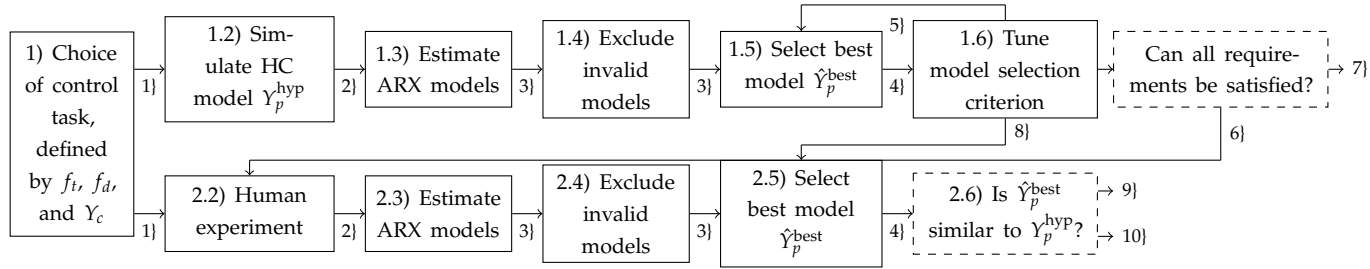 1) Choice
of control
task,
defined
by f_t, f_d,
and Y_c
1}
1.2) Sim-
ulate HC
model Y_p^hyp
2}
1.3) Estimate
ARX models
3}
1.4) Exclude
invalid
models
3}
1.5) Select best
model Ŷ_p^best
4}
5}
1.6) Tune
model selection
criterion
8}
Can all require-
ments be satisfied?
7}
6}
1}
2.2) Human
experiment
2}
2.3) Estimate
ARX models
3}
2.4) Exclude
invalid
models
3}
2.5) Select
best model
Ŷ_p^best
4}
2.6) Is Ŷ_p^best
similar to Y_p^hyp?
9}
10}